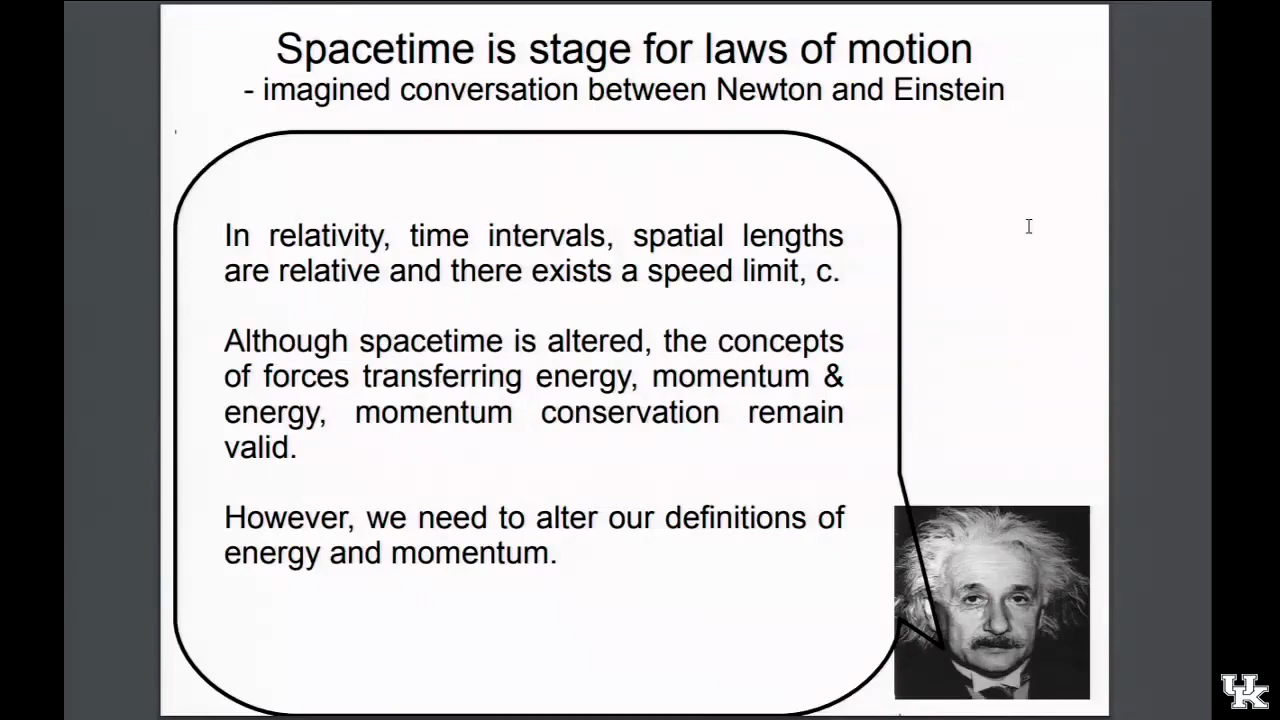 Spacetime is stage for laws of motion
- imagined conversation between Newton and Einstein
In relativity, time intervals, spatial lengths
are relative and there exists a speed limit, c.
Although spacetime is altered, the concepts
of forces transferring energy, momentum &
energy, momentum conservation remain
valid.
However, we need to alter our definitions of
energy and momentum.
UK